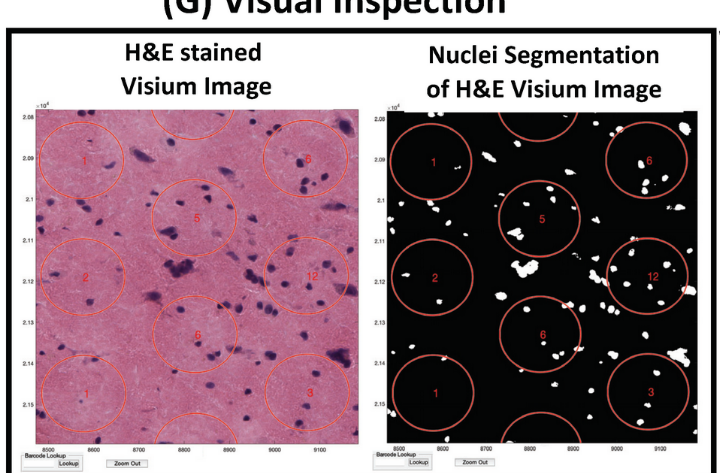 (G) Visual Inspection
H&E stained
Visium Image
Nuclei Segmentation
of H&E Visium Image
×10⁴
2.08
2.09
2.1
2.11
2.12
2.13
2.14
2.15
1
6
5
2
12
6
1
3
8500 8600 8700 8800 8900 9000 9100
Barcode Lookup
Lookup
Zoom Out
×10⁴
2.08
2.09
2.1
2.11
2.12
2.13
2.14
2.15
1
6
5
2
12
6
1
3
8500 8600 8700 8800 8900 9000 9100
Barcode Lookup
Lookup
Zoom Out